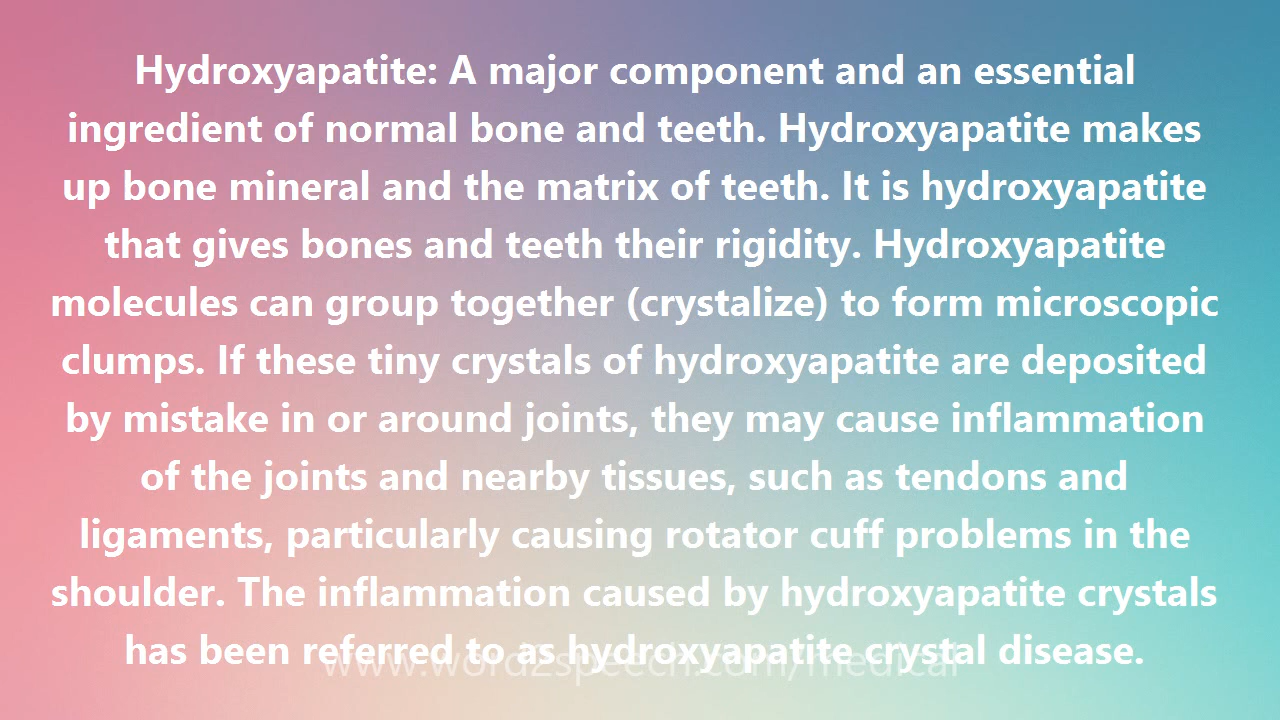 Hydroxyapatite: A major component and an essential
ingredient of normal bone and teeth. Hydroxyapatite makes
up bone mineral and the matrix of teeth. It is hydroxyapatite
that gives bones and teeth their rigidity. Hydroxyapatite
molecules can group together (crystalize) to form microscopic
clumps. If these tiny crystals of hydroxyapatite are deposited
by mistake in or around joints, they may cause inflammation
of the joints and nearby tissues, such as tendons and
ligaments, particularly causing rotator cuff problems in the
shoulder. The inflammation caused by hydroxyapatite crystals
has been referred to as hydroxyapatite crystal disease.
www.word2speech.com/medical